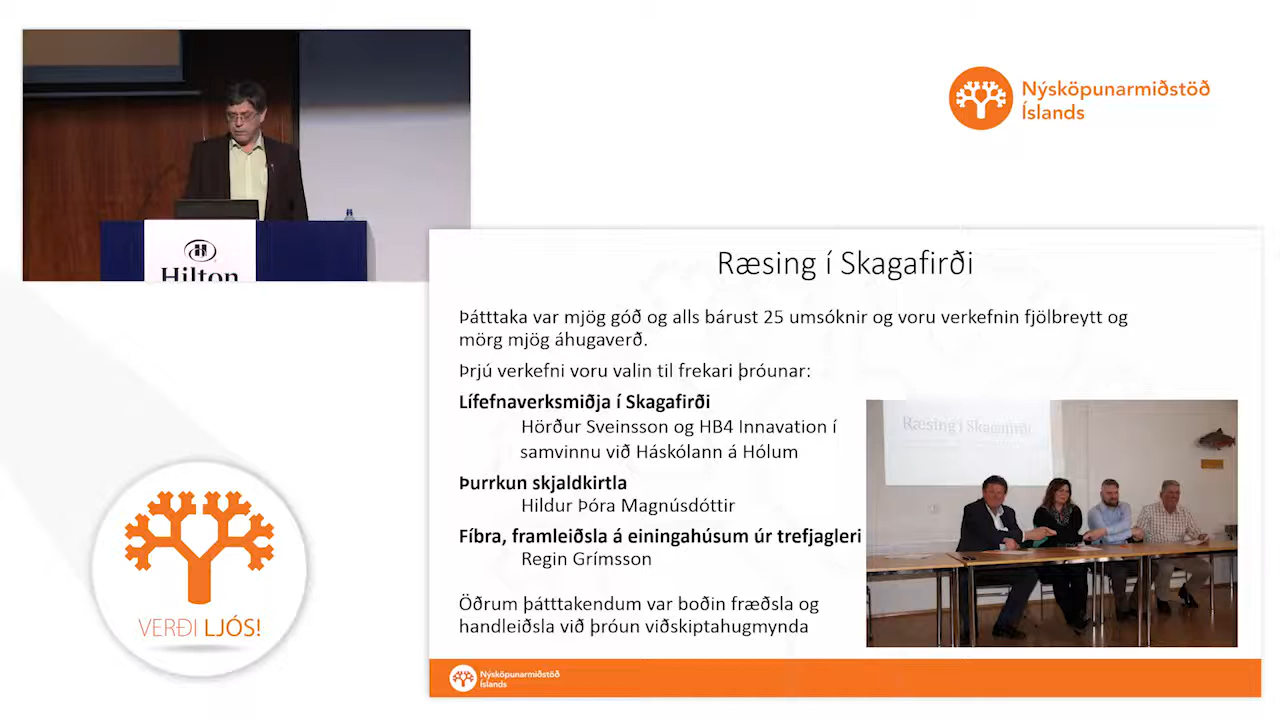 Nýsköpunarmiðstöð
Íslands
Hilton
Ræsing í Skagafirði
Þátttaka var mjög góð og alls bárust 25 umsóknir og voru verkefnin fjölbreytt og
mörg mjög áhugaverð.
Þrjú verkefni voru valin til frekari þróunar:
Lífefnaverksmiðja í Skagafirði
Hörður Sveinsson og HB4 Innavation í
samvinnu við Háskólann á Hólum
Þurrkun skjaldkirtla
Hildur Þóra Magnúsdóttir
Fíbra, framleiðsla á einingahúsum úr trefjagleri
Regin Grímsson
Öðrum þátttakendum var boðin fræðsla og
handleiðsla við þróun viðskiptahugmynda
Ræsing í Skagafirði
VERÐI LJÓS!
Nýsköpunarmiðstöð
Íslands